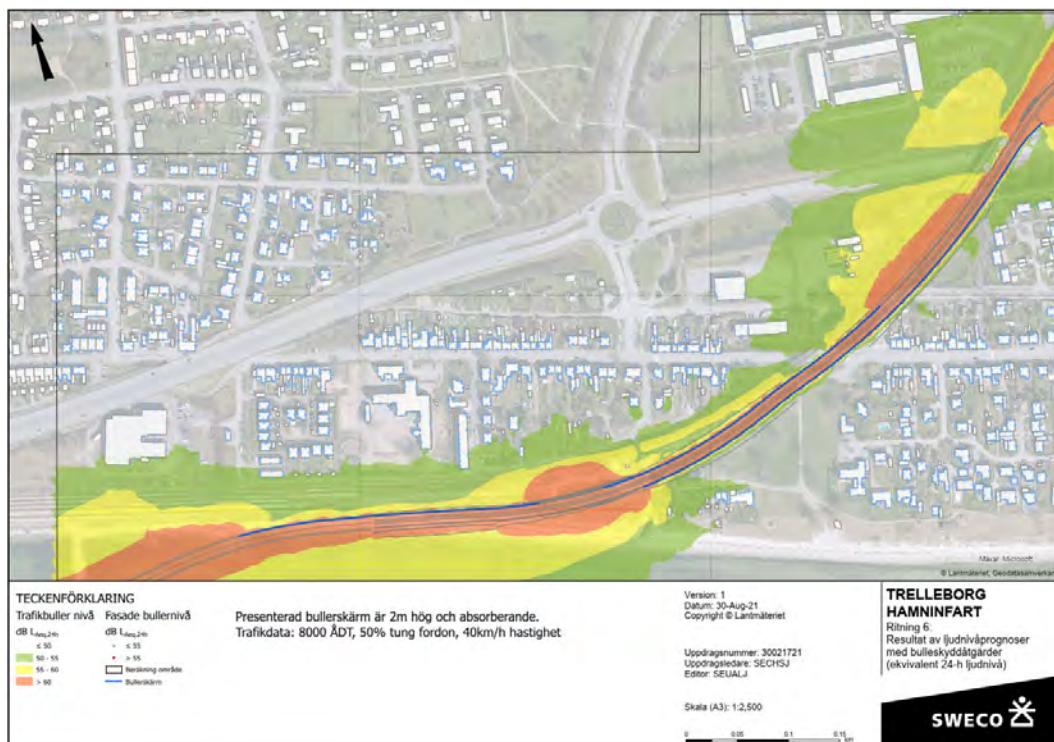 Maxar, Microsoft
© Lantmäteriet, Geodatasamverkan
TECKENFÖRKLARING
Trafikbuller nivå
dB LAeq,24h
≤ 50
50 - 55
55 - 60
> 60
Fasade bullernivå
dB LAeq,24h
≤ 55
> 55
Beräkning område
Bullerskärm
Presenterad bullerskärm är 2m hög och absorberande.
Trafikdata: 8000 ÅDT, 50% tung fordon, 40km/h hastighet
Version: 1
Datum: 30-Aug-21
Copyright © Lantmäteriet
Uppdragsnummer: 30021721
Uppdragsledare: SECHSJ
Editor: SEUALJ
Skala (A3): 1:2,500
0 0.05 0.1 0.15
km
TRELLEBORG
HAMNINFART
Ritning 6:
Resultat av ljudnivåprognoser
med bulleskyddåtgärder
(ekvivalent 24-h ljudnivå)
SWECO